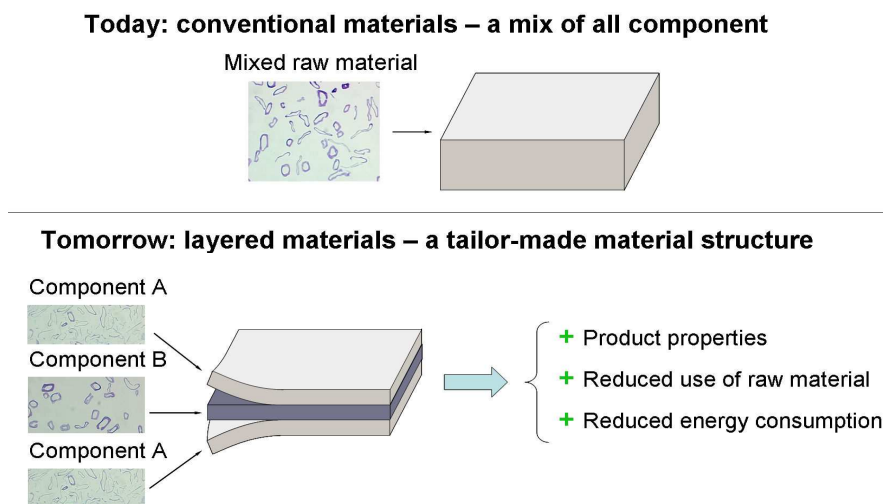 Today: conventional materials – a mix of all component
Mixed raw material
Tomorrow: layered materials – a tailor-made material structure
Component A
Component B
Component A
+ Product properties
+ Reduced use of raw material
+ Reduced energy consumption